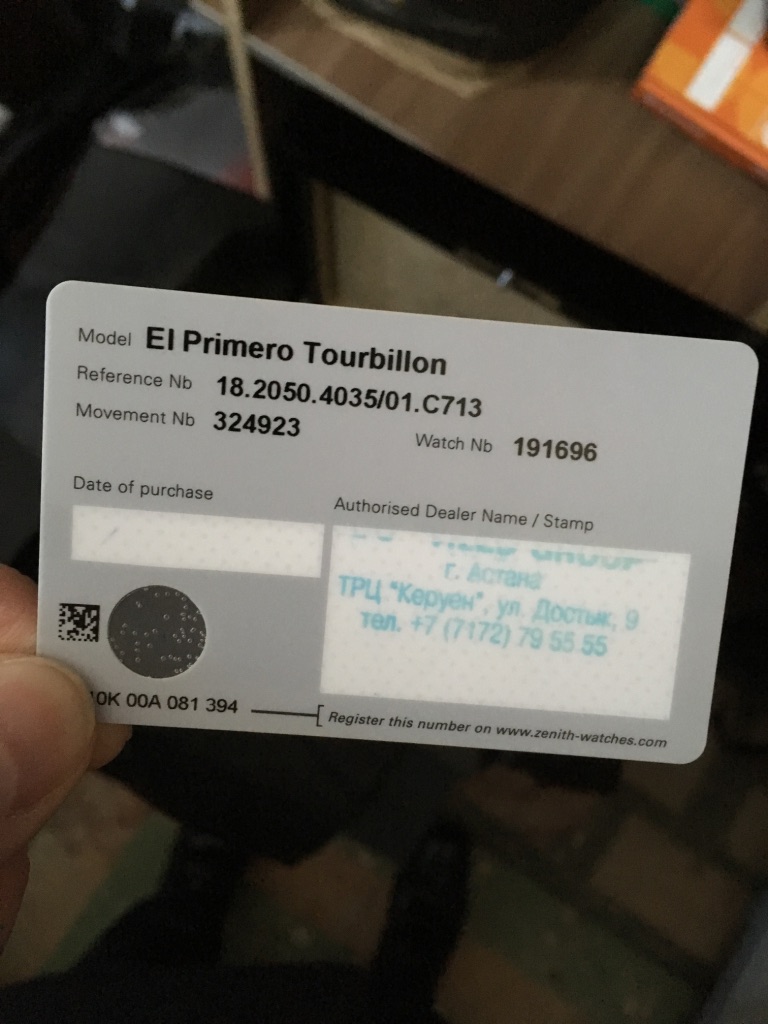 Model El Primero Tourbillon
Reference Nb 18.2050.4035/01.C713
Movement Nb 324923
Watch Nb 191696
Date of purchase
Authorised Dealer Name / Stamp
GROUP
г. Астана
ТРЦ "Керуен", ул. Достык, 9
тел. +7 (7172) 79 55 55
0K 00A 081 394
Register this number on www.zenith-watches.com